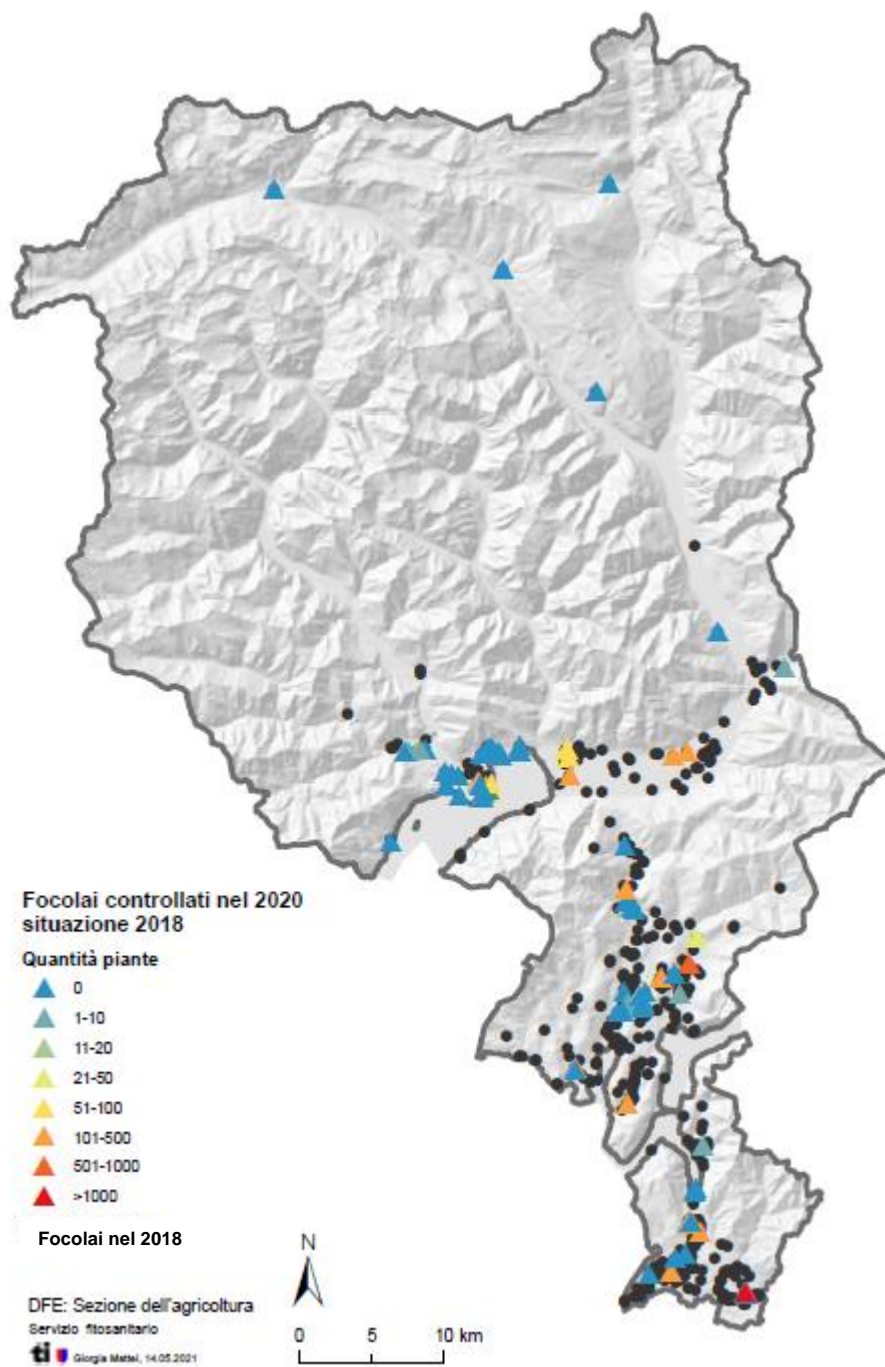 Focolai controllati nel 2020
situazione 2018
Quantità piante
0
1-10
11-20
21-50
51-100
101-500
501-1000
>1000
Focolai nel 2018
DFE: Sezione dell'agricoltura
Servizio fitosanitario
ti Giorgia Mattei, 14.05.2021
N
0 5 10 km